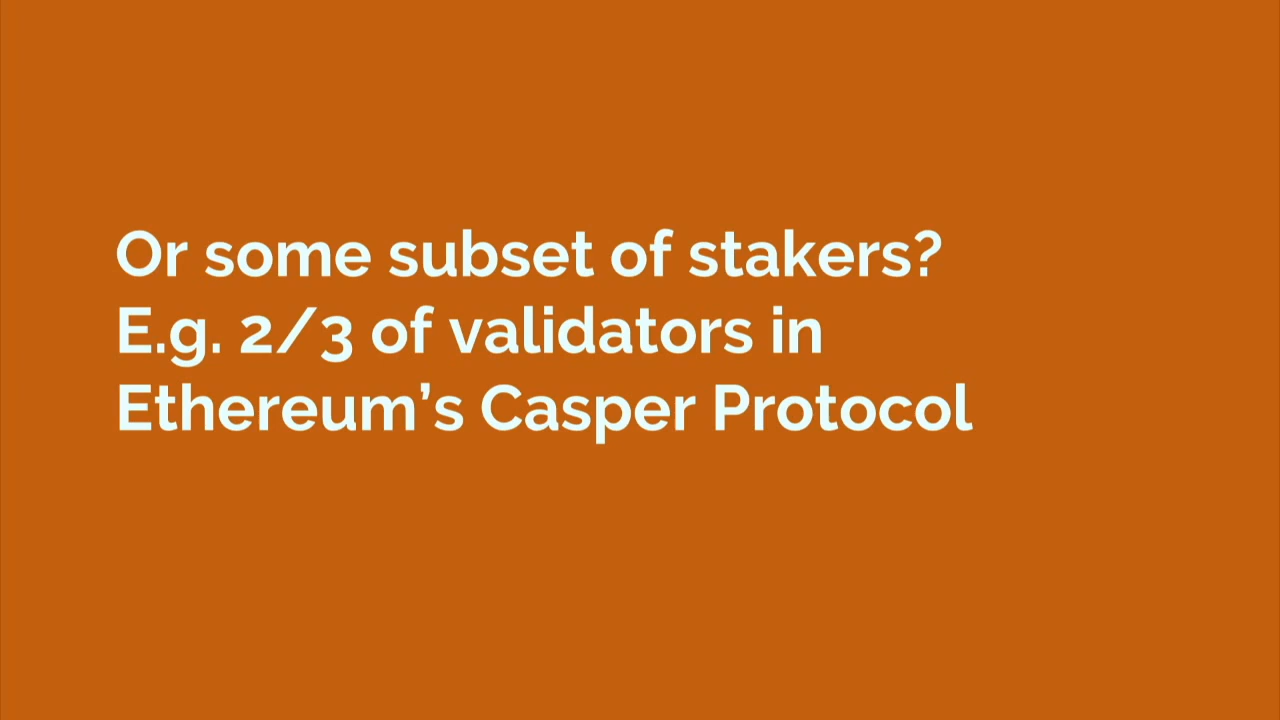 Or some subset of stakers?
E.g. 2/3 of validators in
Ethereum’s Casper Protocol